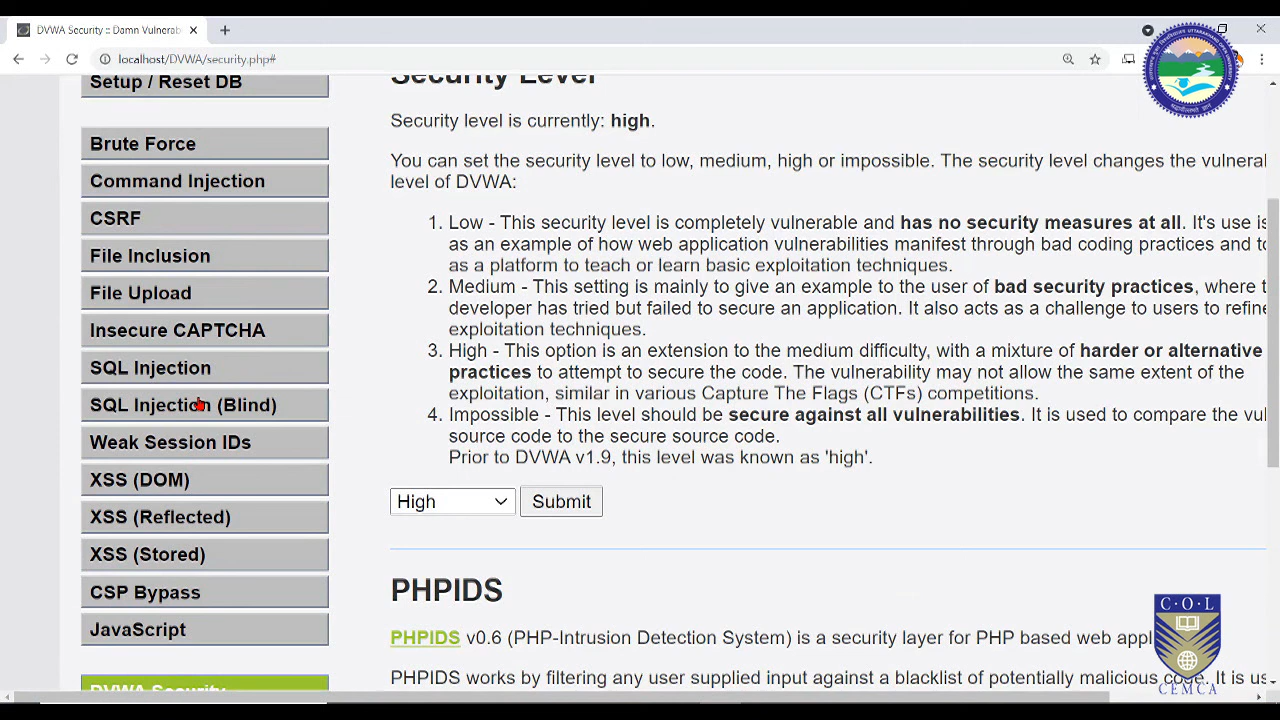 DVWA Security :: Damn Vulnerab
localhost/DVWA/security.php#
Setup / Reset DB
Brute Force
Command Injection
CSRF
File Inclusion
File Upload
Insecure CAPTCHA
SQL Injection
SQL Injection (Blind)
Weak Session IDs
XSS (DOM)
XSS (Reflected)
XSS (Stored)
CSP Bypass
JavaScript
DVWA Security
Security Level
Security level is currently: high.
You can set the security level to low, medium, high or impossible. The security level changes the vulneral
level of DVWA:
1. Low - This security level is completely vulnerable and has no security measures at all. It's use is
as an example of how web application vulnerabilities manifest through bad coding practices and to
as a platform to teach or learn basic exploitation techniques.
2. Medium - This setting is mainly to give an example to the user of bad security practices, where t
developer has tried but failed to secure an application. It also acts as a challenge to users to refine
exploitation techniques.
3. High - This option is an extension to the medium difficulty, with a mixture of harder or alternative
practices to attempt to secure the code. The vulnerability may not allow the same extent of the
exploitation, similar in various Capture The Flags (CTFs) competitions.
4. Impossible - This level should be secure against all vulnerabilities. It is used to compare the vul
source code to the secure source code.
Prior to DVWA v1.9, this level was known as 'high'.
High
Submit
PHPIDS
PHPIDS v0.6 (PHP-Intrusion Detection System) is a security layer for PHP based web appl
PHPIDS works by filtering any user supplied input against a blacklist of potentially malicious code. It is us
C·O·L
CEMCA